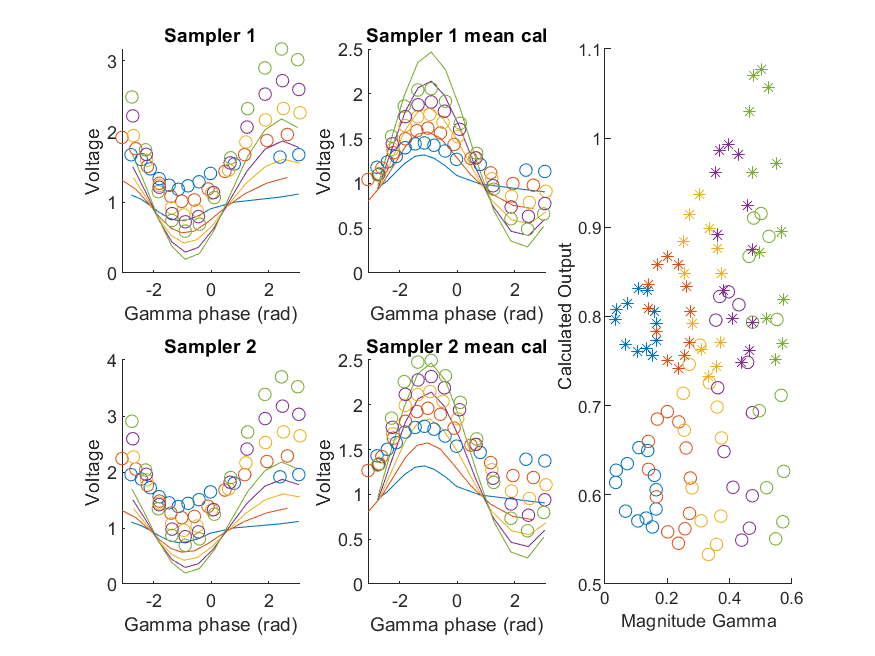 Sampler 1
3
2
1
0
Voltage
-2 0 2
Gamma phase (rad)
Sampler 1 mean cal
2.5
2
1.5
1
0.5
0
Voltage
-2 0 2
Gamma phase (rad)
Sampler 2
4
3
2
1
0
Voltage
-2 0 2
Gamma phase (rad)
Sampler 2 mean cal
2.5
2
1.5
1
0.5
0
Voltage
-2 0 2
Gamma phase (rad)
1.1
1
0.9
0.8
0.7
0.6
0.5
Calculated Output
0 0.2 0.4 0.6
Magnitude Gamma